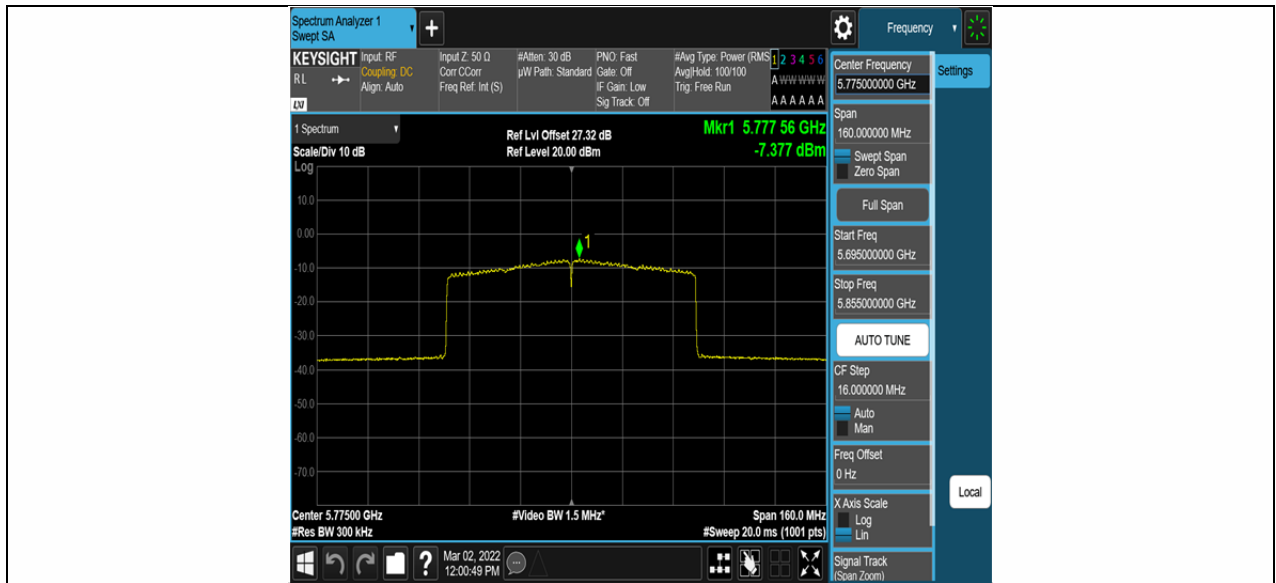 Spectrum Analyzer 1
Swept SA
+
Frequency
KEYSIGHT
RL
LXI
Input: RF
Coupling: DC
Align: Auto
Input Z: 50 Ω
Corr CCorr
Freq Ref: Int (S)
#Atten: 30 dB
µW Path: Standard
PNO: Fast
Gate: Off
IF Gain: Low
Sig Track: Off
#Avg Type: Power (RMS
Avg|Hold: 100/100
Trig: Free Run
1 2 3 4 5 6
A W W W W W
A A A A A A
1 Spectrum
Scale/Div 10 dB
Log
Ref Lvl Offset 27.32 dB
Ref Level 20.00 dBm
Mkr1 5.777 56 GHz
-7.377 dBm
1
10.0
0.00
-10.0
-20.0
-30.0
-40.0
-50.0
-60.0
-70.0
Center 5.77500 GHz
#Res BW 300 kHz
#Video BW 1.5 MHz*
Span 160.0 MHz
#Sweep 20.0 ms (1001 pts)
?
Mar 02, 2022
12:00:49 PM
Center Frequency
5.775000000 GHz
Span
160.000000 MHz
Swept Span
Zero Span
Full Span
Start Freq
5.695000000 GHz
Stop Freq
5.855000000 GHz
AUTO TUNE
CF Step
16.000000 MHz
Auto
Man
Freq Offset
0 Hz
X Axis Scale
Log
Lin
Signal Track
(Span Zoom)
Settings
Local